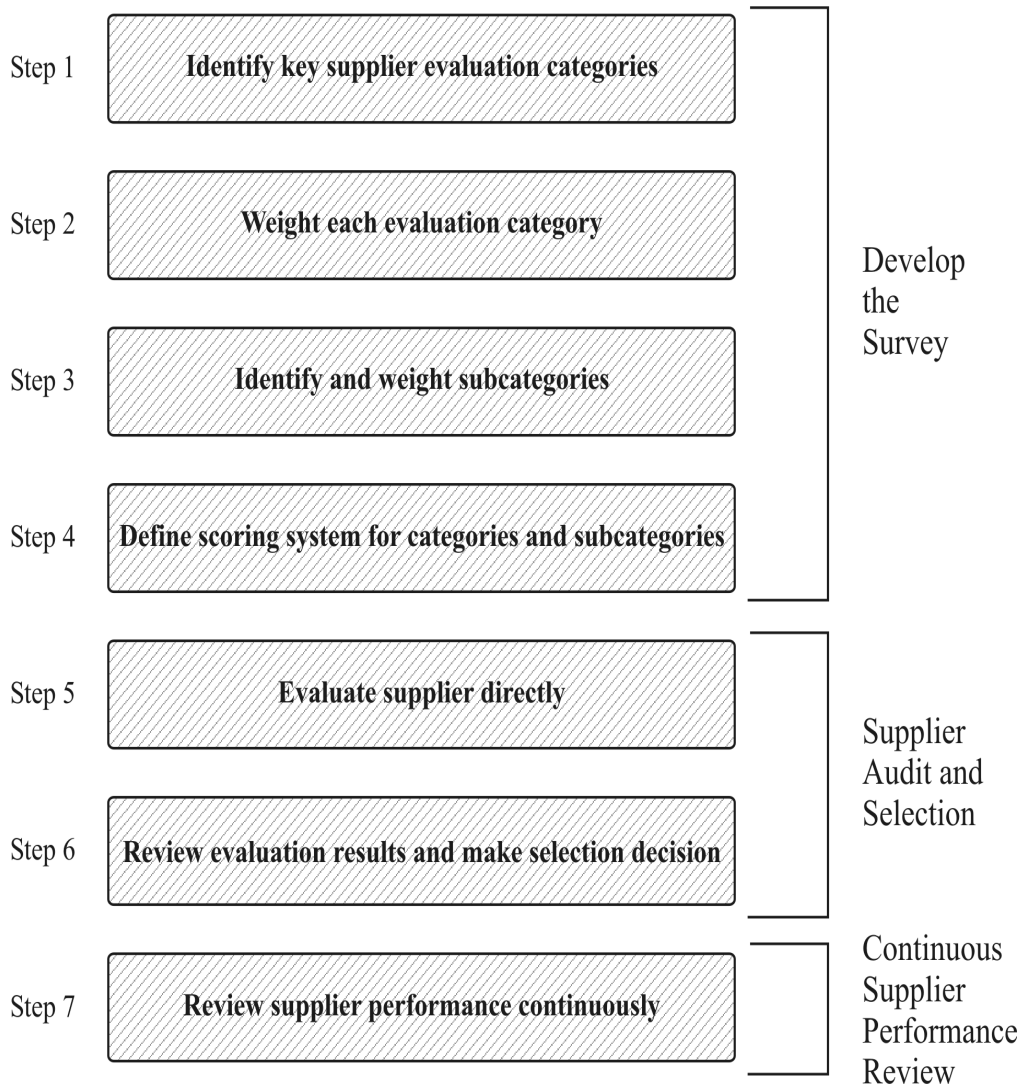 Step 1
Identify key supplier evaluation categories
Step 2
Weight each evaluation category
Step 3
Identify and weight subcategories
Step 4
Define scoring system for categories and subcategories
Develop
the
Survey
Step 5
Evaluate supplier directly
Step 6
Review evaluation results and make selection decision
Supplier
Audit and
Selection
Step 7
Review supplier performance continuously
Continuous
Supplier
Performance
Review